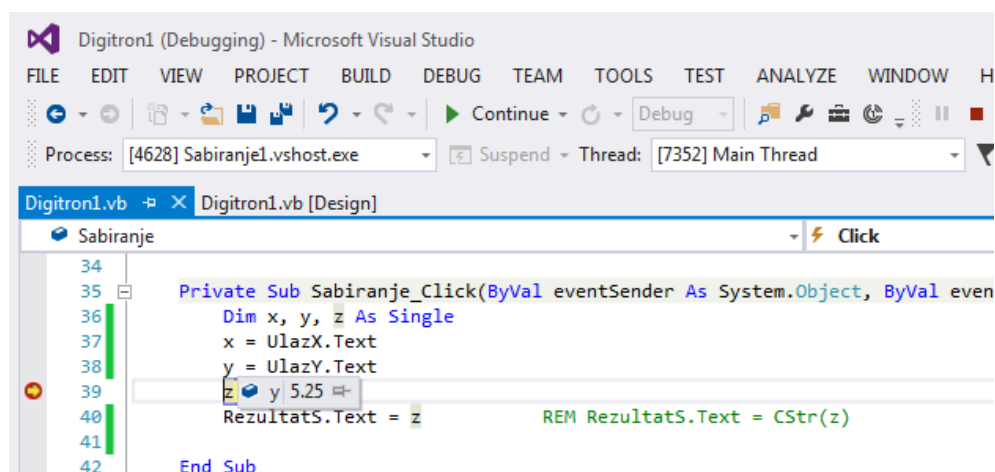 Digitron1 (Debugging) - Microsoft Visual Studio
FILE EDIT VIEW PROJECT BUILD DEBUG TEAM TOOLS TEST ANALYZE WINDOW H
Continue Debug
Process: [4628] Sabiranje1.vshost.exe Suspend Thread: [7352] Main Thread
Digitron1.vb Digitron1.vb [Design]
Sabiranje Click
34
35 Private Sub Sabiranje_Click(ByVal eventSender As System.Object, ByVal even
36 Dim x, y, z As Single
37 x = UlazX.Text
38 y = UlazY.Text
39 z y 5.25
40 RezultatS.Text = z REM RezultatS.Text = CStr(z)
41
42 End Sub